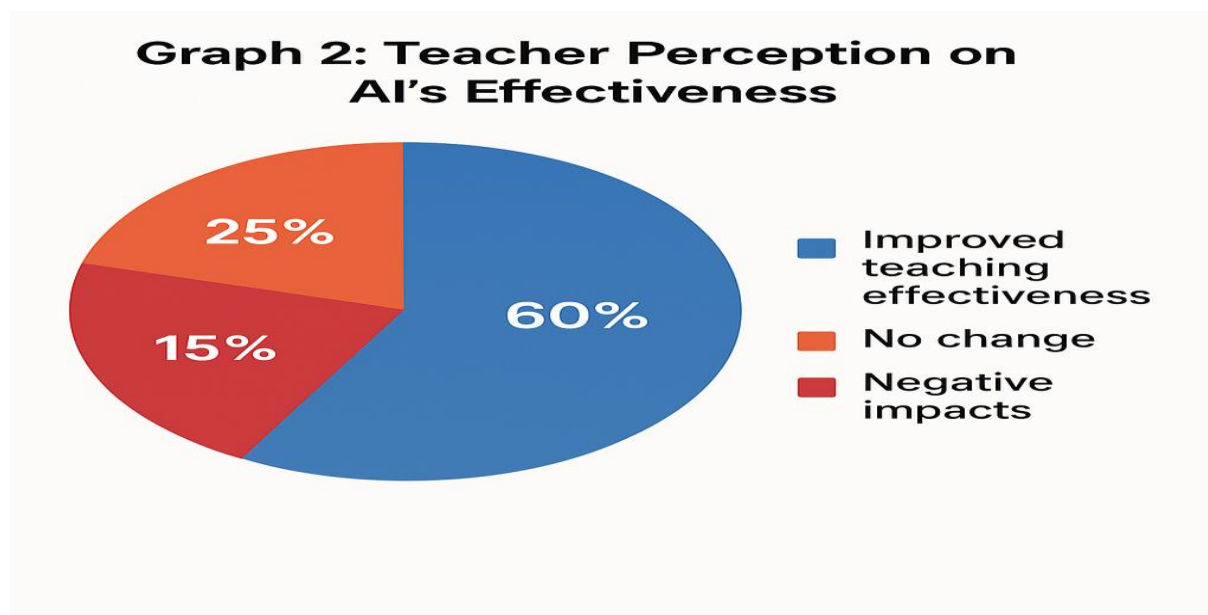 Graph 2: Teacher Perception on
AI's Effectiveness
25%
60%
15%
Improved
teaching
effectiveness
No change
Negative
impacts